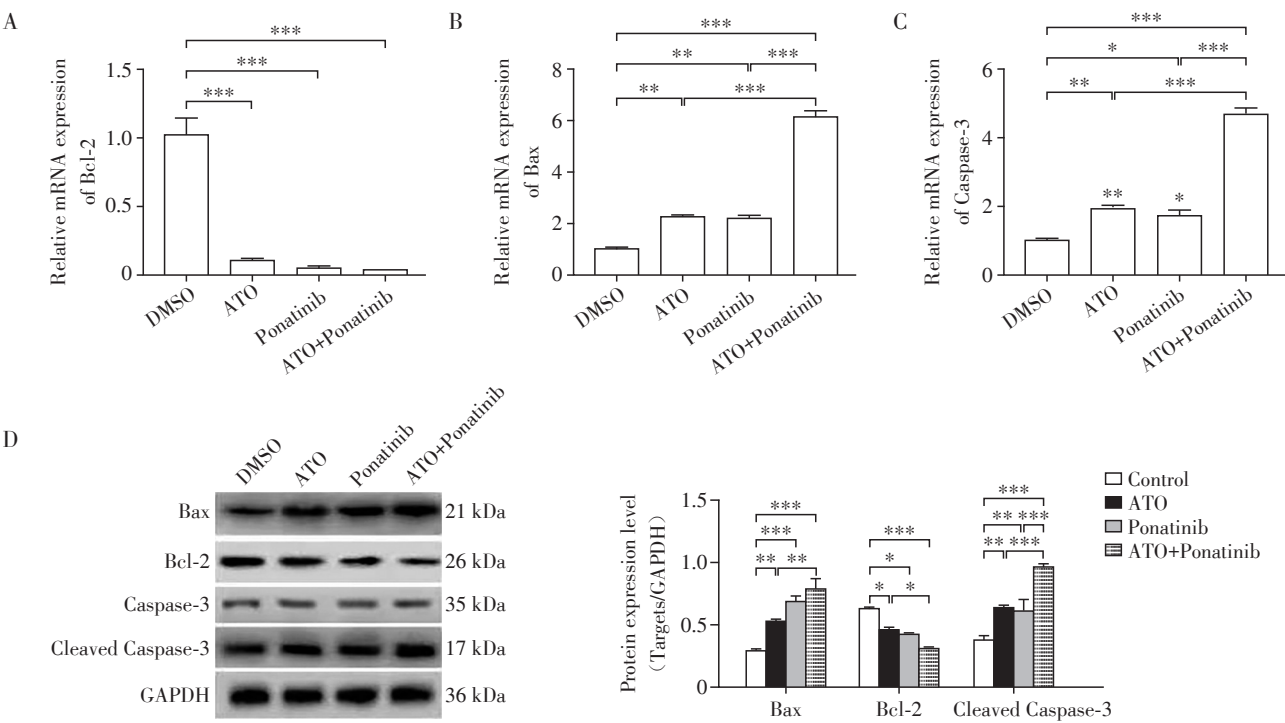 A
Relative mRNA expression
of Bcl-2
***
***
***
1.5
1.0
0.5
0
DMSO
ATO
Ponatinib
ATO+Ponatinib
B
Relative mRNA expression
of Bax
***
** ***
** ***
8
6
4
2
0
DMSO
ATO
Ponatinib
ATO+Ponatinib
C
Relative mRNA expression
of Caspase-3
***
* ***
** ***
6
4
2
0
** *
DMSO
ATO
Ponatinib
ATO+Ponatinib
D
DMSO
ATO
Ponatinib
ATO+Ponatinib
Bax 21 kDa
Bcl-2 26 kDa
Caspase-3 35 kDa
Cleaved Caspase-3 17 kDa
GAPDH 36 kDa
Protein expression level
(Targets/GAPDH)
1.5
1.0
0.5
0
***
***
** **
***
*
* *
***
** ***
** ***
Bax
Bcl-2
Cleaved Caspase-3
Control
ATO
Ponatinib
ATO+Ponatinib